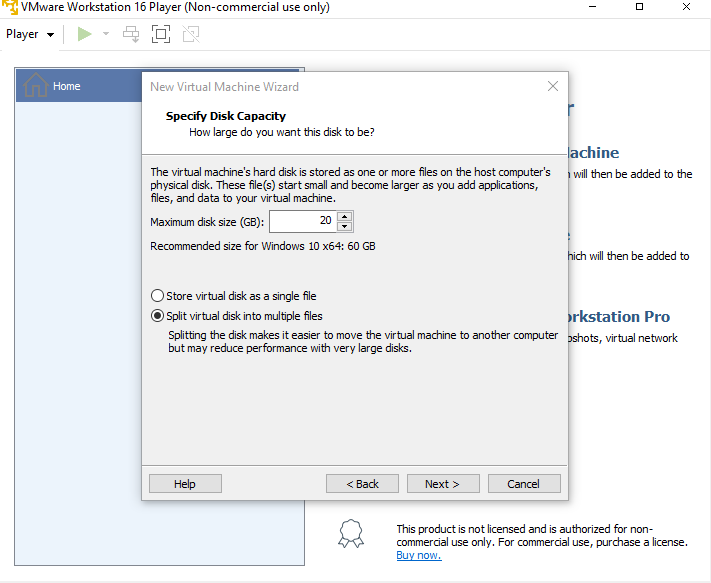 VMware Workstation 16 Player (Non-commercial use only)
Player
Home
New Virtual Machine Wizard
Specify Disk Capacity
How large do you want this disk to be?
The virtual machine's hard disk is stored as one or more files on the host computer's
physical disk. These file(s) start small and become larger as you add applications,
files, and data to your virtual machine.
Maximum disk size (GB): 20
Recommended size for Windows 10 x64: 60 GB
Store virtual disk as a single file
Split virtual disk into multiple files
Splitting the disk makes it easier to move the virtual machine to another computer
but may reduce performance with very large disks.
Help
< Back
Next >
Cancel
r
achine
will then be added to the
e
hich will then be added to
orkstation Pro
pshots, virtual network
This product is not licensed and is authorized for non-
commercial use only. For commercial use, purchase a license.
Buy now.